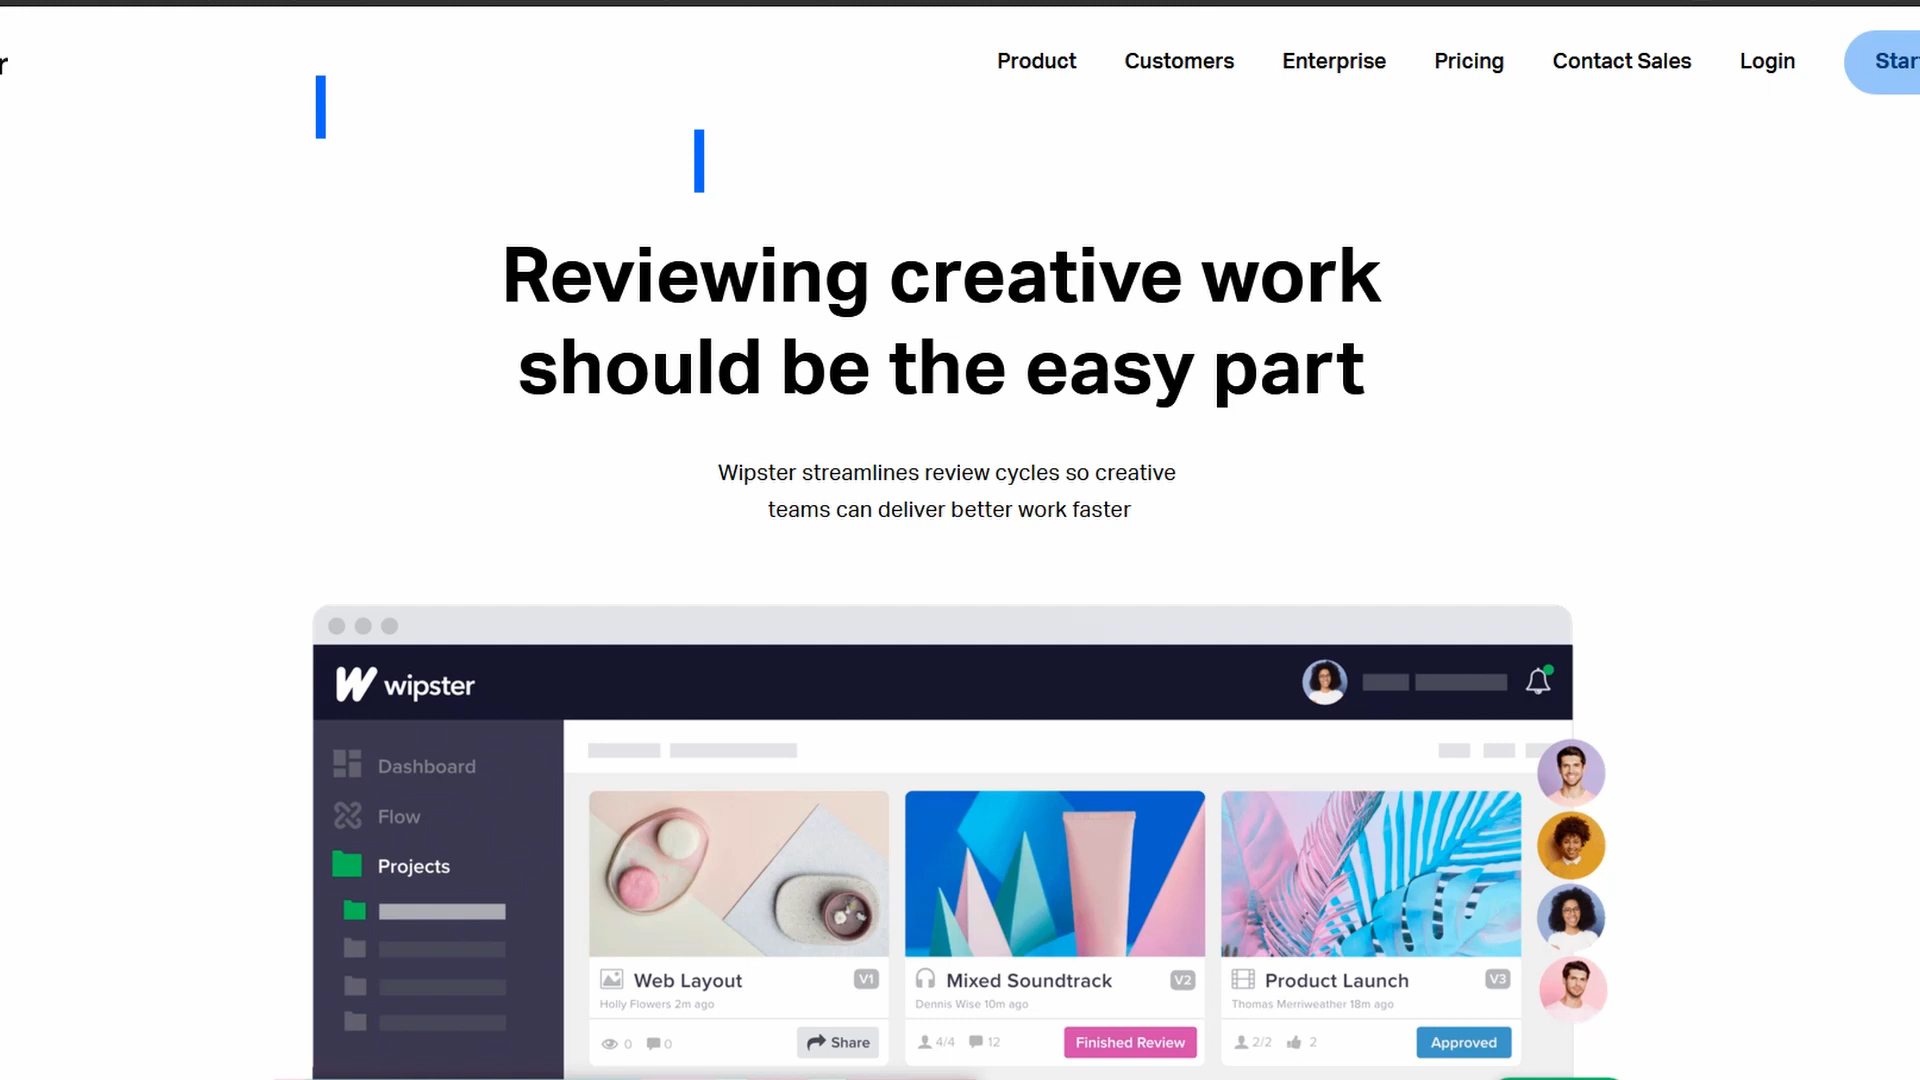 r
Product
Customers
Enterprise
Pricing
Contact Sales
Login
Star
Reviewing creative work
should be the easy part
Wipster streamlines review cycles so creative
teams can deliver better work faster
wipster
Dashboard
Flow
Projects
Web Layout
V1
Holly Flowers 2m ago
0
0
Share
Mixed Soundtrack
V2
Dennis Wise 10m ago
4/4
12
Finished Review
Product Launch
V3
Thomas Merriweather 18m ago
2/2
2
Approved